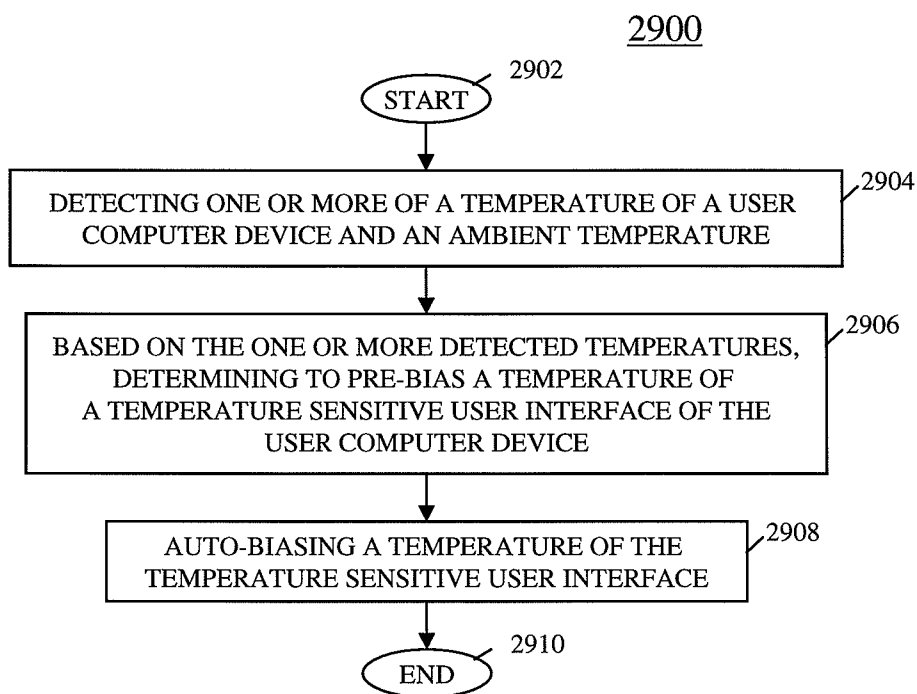 2900
2902
START
2904
DETECTING ONE OR MORE OF A TEMPERATURE OF A USER
COMPUTER DEVICE AND AN AMBIENT TEMPERATURE
2906
BASED ON THE ONE OR MORE DETECTED TEMPERATURES,
DETERMINING TO PRE-BIAS A TEMPERATURE OF
A TEMPERATURE SENSITIVE USER INTERFACE OF THE
USER COMPUTER DEVICE
2908
AUTO-BIASING A TEMPERATURE OF THE
TEMPERATURE SENSITIVE USER INTERFACE
2910
END